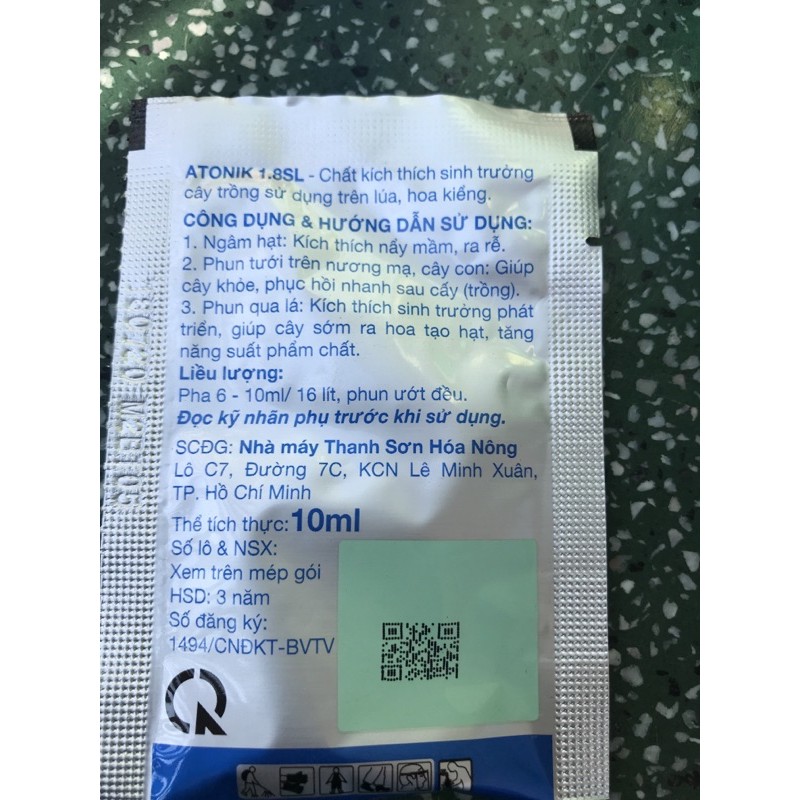 ATONIK 1.8SL - Chất kích thích sinh trưởng
cây trồng sử dụng trên lúa, hoa kiểng.
CÔNG DỤNG & HƯỚNG DẪN SỬ DỤNG:
1. Ngâm hạt: Kích thích nẩy mầm, ra rễ.
2. Phun tưới trên nương mạ, cây con: Giúp
cây khỏe, phục hồi nhanh sau cấy (trồng).
3. Phun qua lá: Kích thích sinh trưởng phát
triển, giúp cây sớm ra hoa tạo hạt, tăng
năng suất phẩm chất.
Liều lượng:
Pha 6 - 10ml/ 16 lít, phun ướt đều.
Đọc kỹ nhãn phụ trước khi sử dụng.
SCĐG: Nhà máy Thanh Sơn Hóa Nông
Lô C7, Đường 7C, KCN Lê Minh Xuân,
TP. Hồ Chí Minh
Thể tích thực:10ml
Số lô & NSX:
Xem trên mép gói
HSD: 3 năm
Số đăng ký:
1494/CNĐKT-BVTV